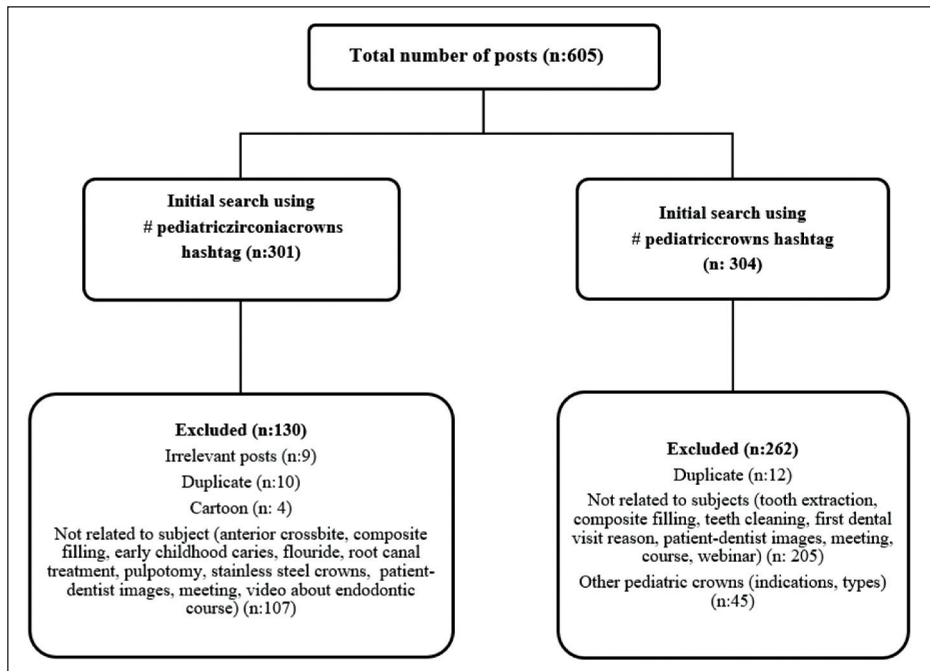 Total number of posts (n:605)
Initial search using
# pediatriczirconiacrowns
hashtag (n:301)
Initial search using
# pediatriccrowns hashtag
(n: 304)
Excluded (n:130)
Irrelevant posts (n:9)
Duplicate (n:10)
Cartoon (n: 4)
Not related to subject (anterior crossbite, composite
filling, early childhood caries, flouride, root canal
treatment, pulpotomy, stainless steel crowns, patient-
dentist images, meeting, video about endodontic
course) (n:107)
Excluded (n:262)
Duplicate (n:12)
Not related to subjects (tooth extraction,
composite filling, teeth cleaning, first dental
visit reason, patient-dentist images, meeting,
course, webinar) (n: 205)
Other pediatric crowns (indications, types)
(n:45)